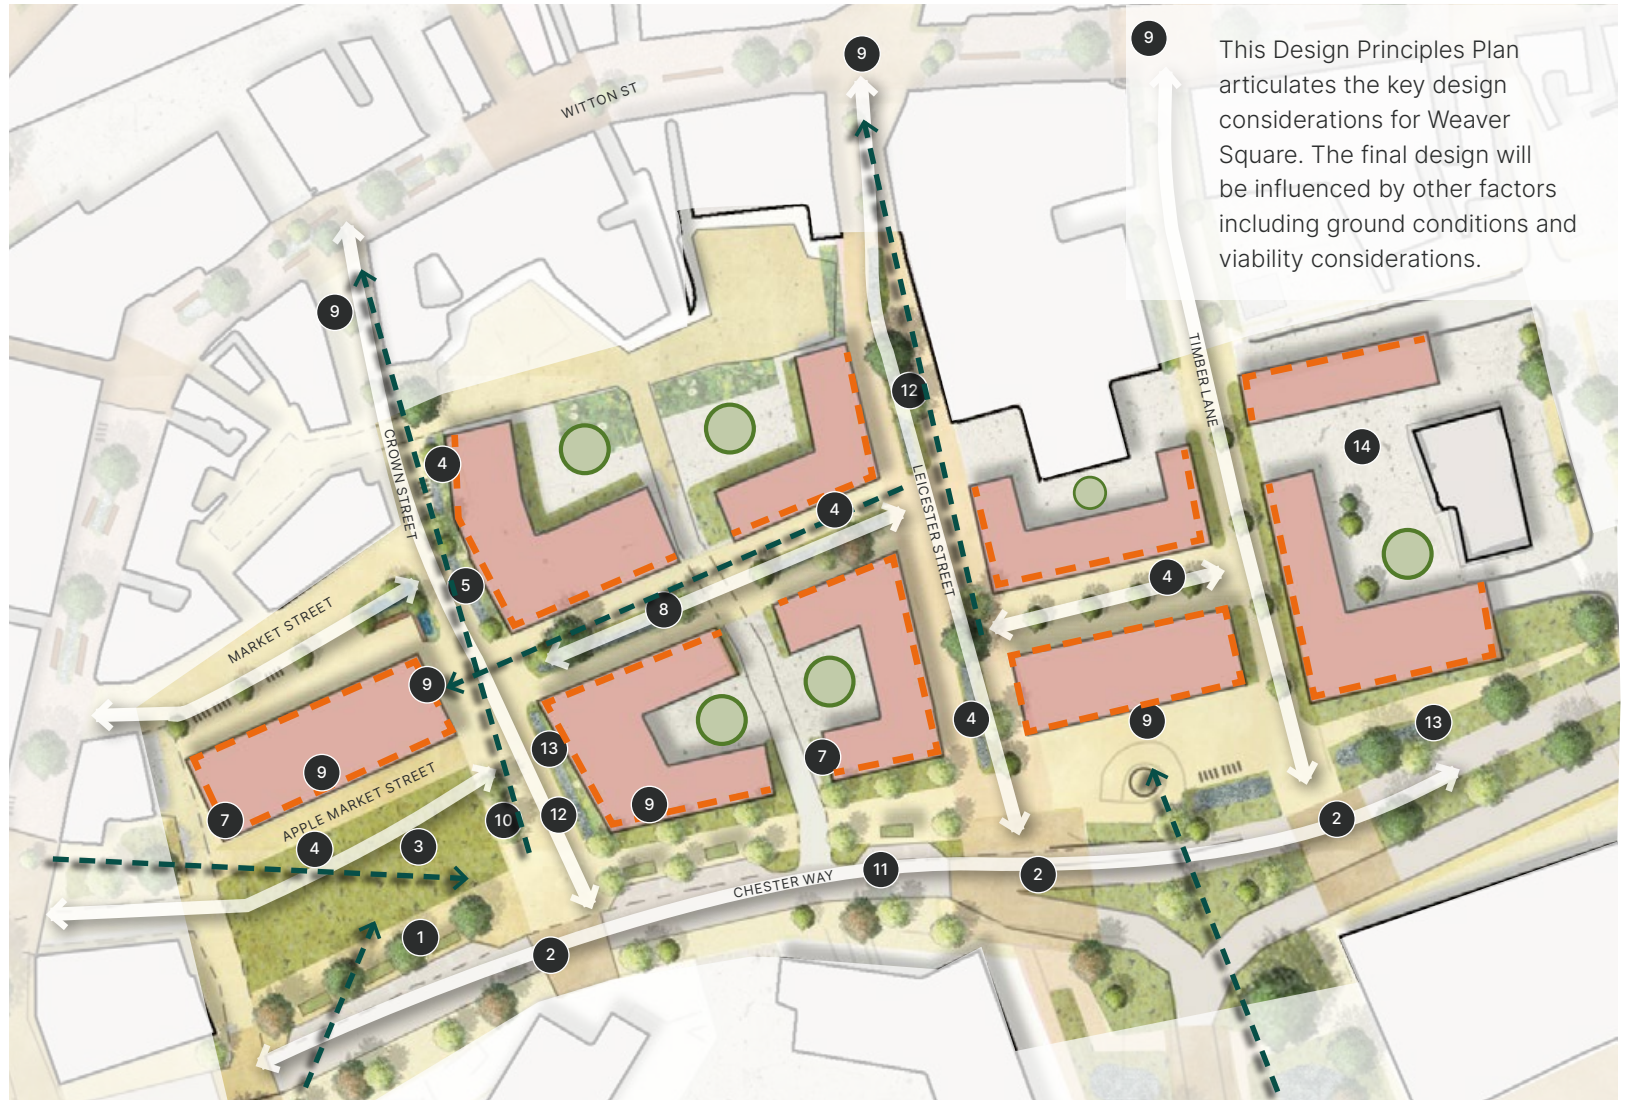 9
9
This Design Principles Plan
articulates the key design
considerations for Weaver
Square. The final design will
be influenced by other factors
including ground conditions and
viability considerations.
WITTON ST
9
TIMBER LANE
12
CROWN STREET
4
14
LEICESTER STREET
4
5
4
8
MARKET STREET
9
4
9
13
13
7
9
9
APPLE MARKET STREET
7
10
12
2
4
3
11
CHESTER WAY
2
1
2